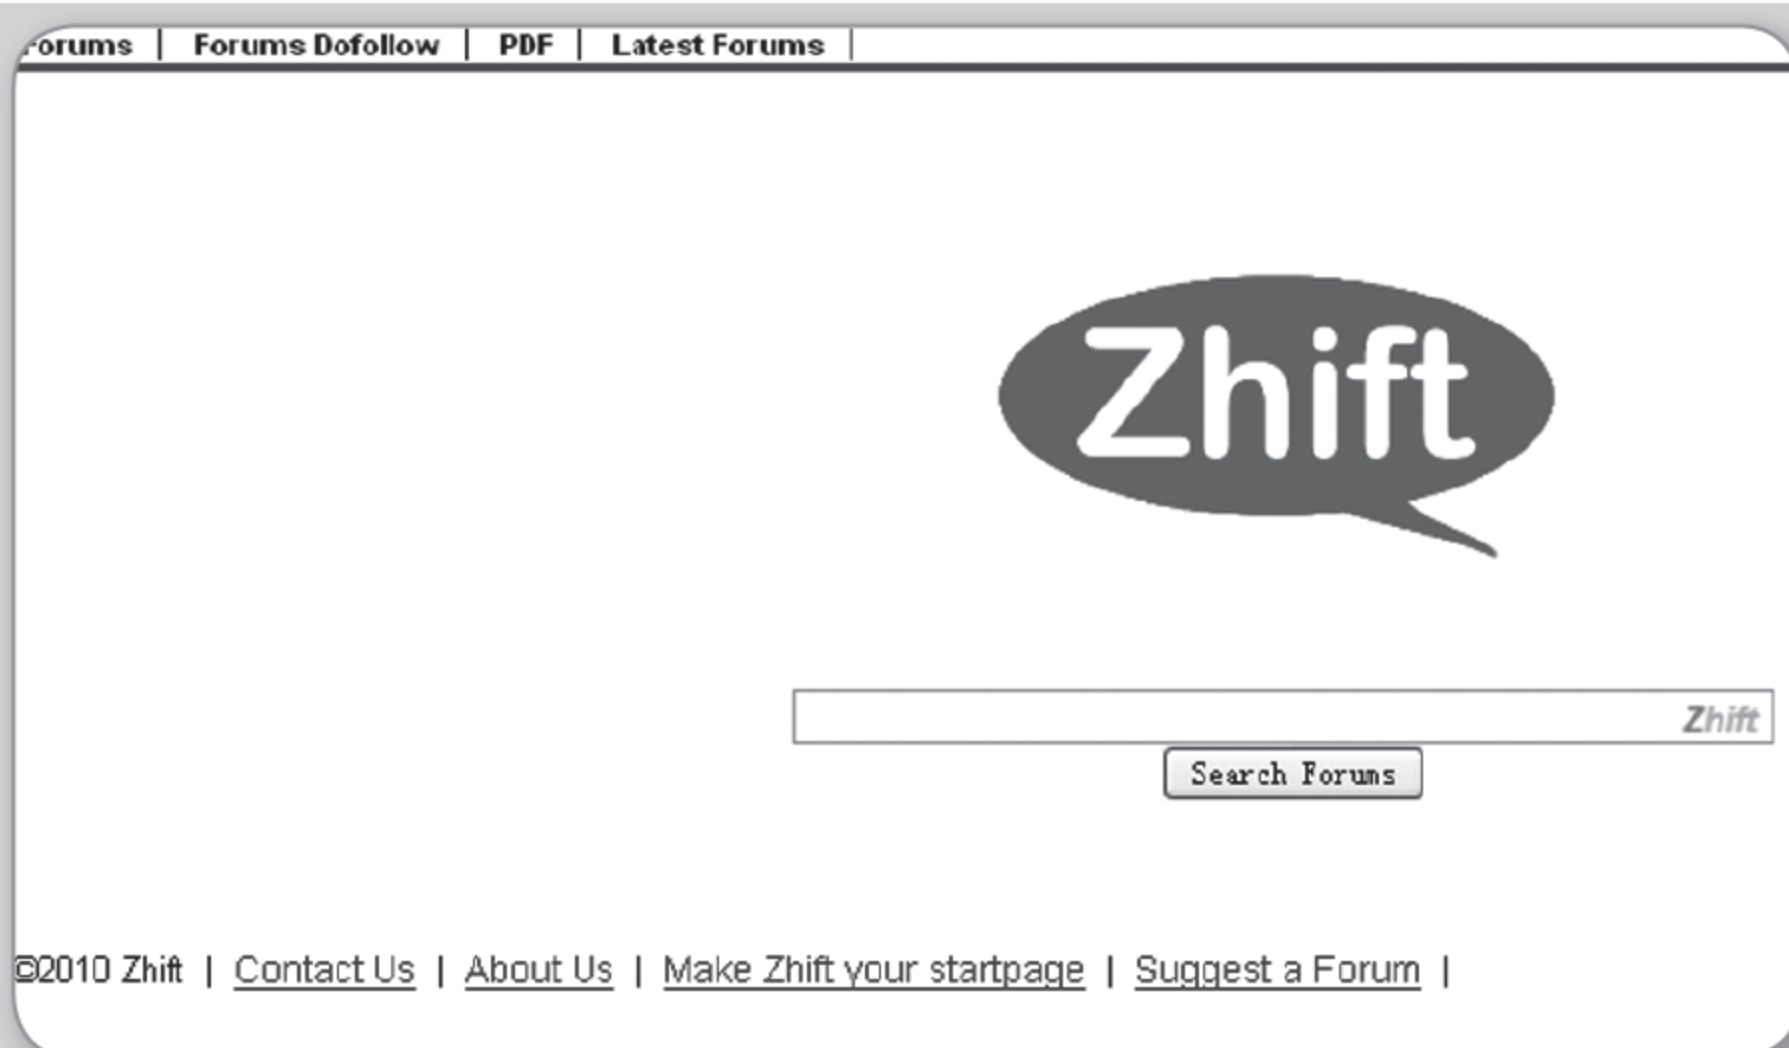 Forums | Forums Dofollow | PDF | Latest Forums |
Zhift
Zhift
Search Forums
©2010 Zhift | Contact Us | About Us | Make Zhift your startpage | Suggest a Forum |